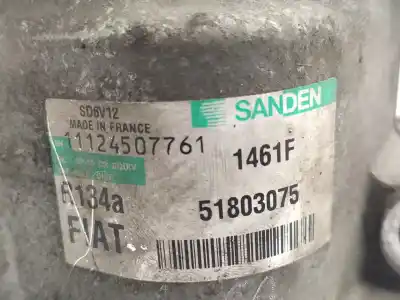 SD6V12
MADE IN FRANCE
SANDEN
11124507761
1461F
R134a
51803075
FIAT